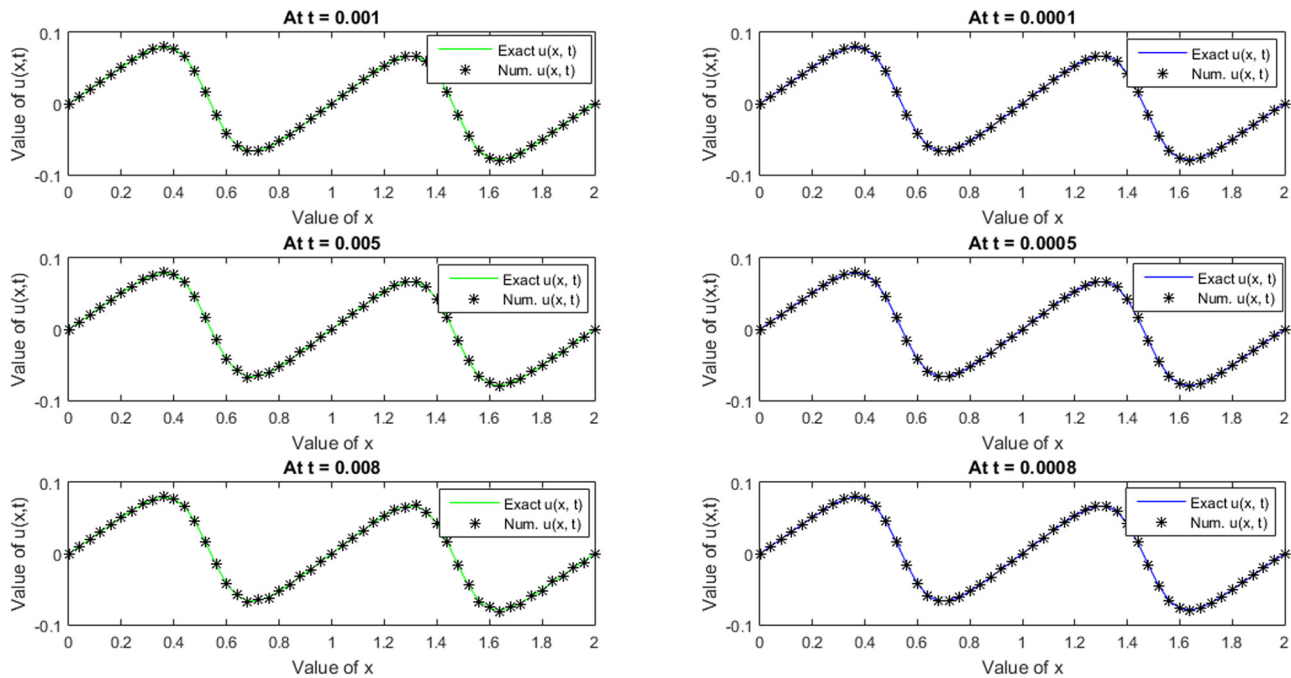 At t = 0.001
Exact u(x, t)
Num. u(x, t)
Value of u(x,t)
0.1
0
-0.1
0 0.2 0.4 0.6 0.8 1 1.2 1.4 1.6 1.8 2
Value of x
At t = 0.0001
Exact u(x, t)
Num. u(x, t)
Value of u(x,t)
0.1
0
-0.1
0 0.2 0.4 0.6 0.8 1 1.2 1.4 1.6 1.8 2
Value of x
At t = 0.005
Exact u(x, t)
Num. u(x, t)
Value of u(x,t)
0.1
0
-0.1
0 0.2 0.4 0.6 0.8 1 1.2 1.4 1.6 1.8 2
Value of x
At t = 0.0005
Exact u(x, t)
Num. u(x, t)
Value of u(x,t)
0.1
0
-0.1
0 0.2 0.4 0.6 0.8 1 1.2 1.4 1.6 1.8 2
Value of x
At t = 0.008
Exact u(x, t)
Num. u(x, t)
Value of u(x,t)
0.1
0
-0.1
0 0.2 0.4 0.6 0.8 1 1.2 1.4 1.6 1.8 2
Value of x
At t = 0.0008
Exact u(x, t)
Num. u(x, t)
Value of u(x,t)
0.1
0
-0.1
0 0.2 0.4 0.6 0.8 1 1.2 1.4 1.6 1.8 2
Value of x